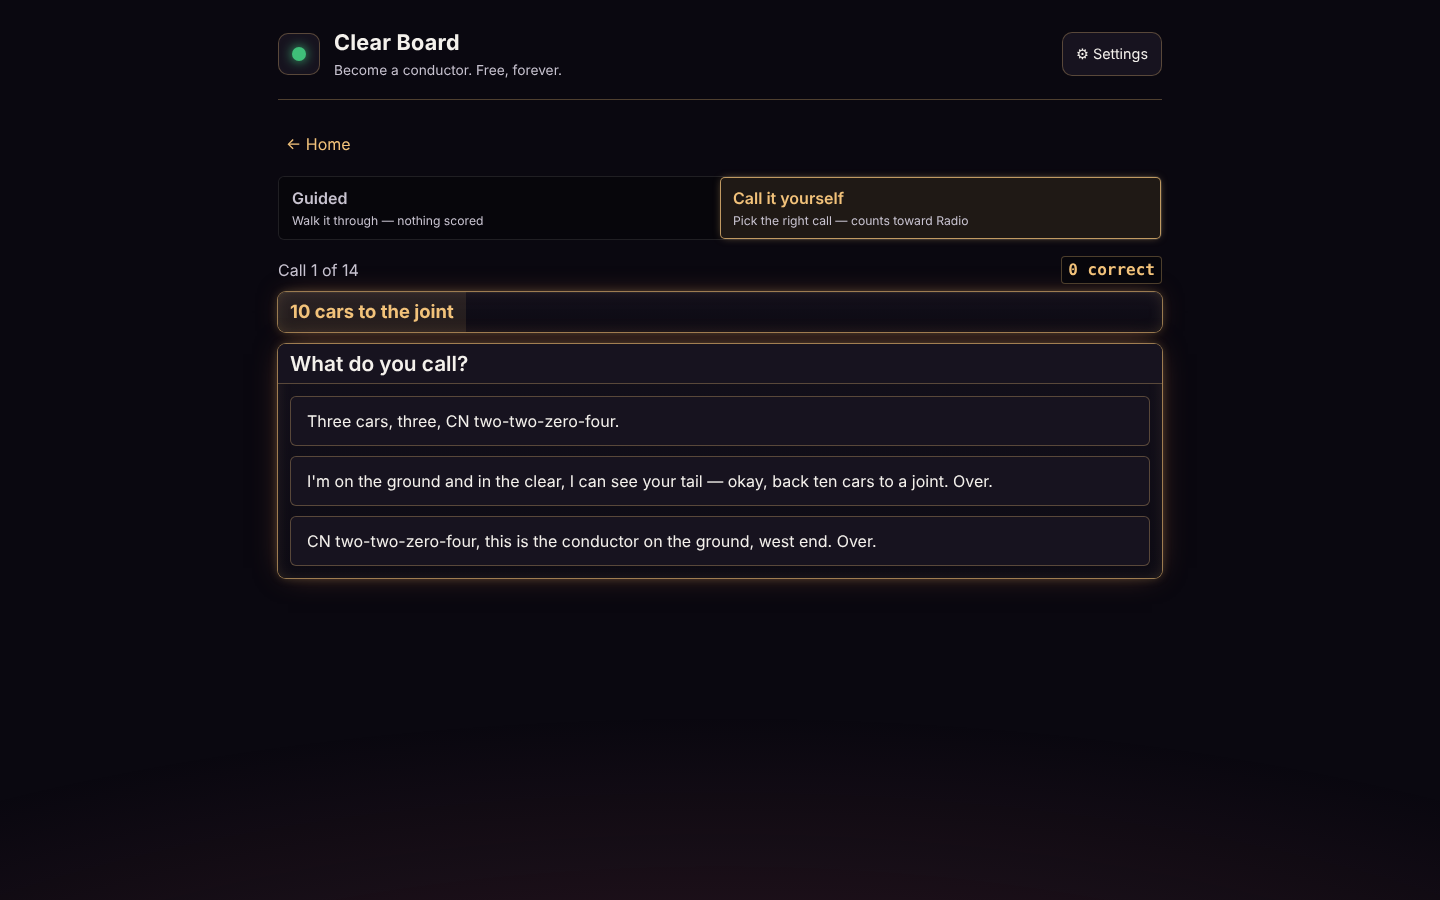 Clear Board
Become a conductor. Free, forever.
⚙ Settings
← Home
Guided
Walk it through — nothing scored
Call it yourself
Pick the right call — counts toward Radio
Call 1 of 14
0 correct
10 cars to the joint
What do you call?
Three cars, three, CN two-two-zero-four.
I'm on the ground and in the clear, I can see your tail — okay, back ten cars to a joint. Over.
CN two-two-zero-four, this is the conductor on the ground, west end. Over.